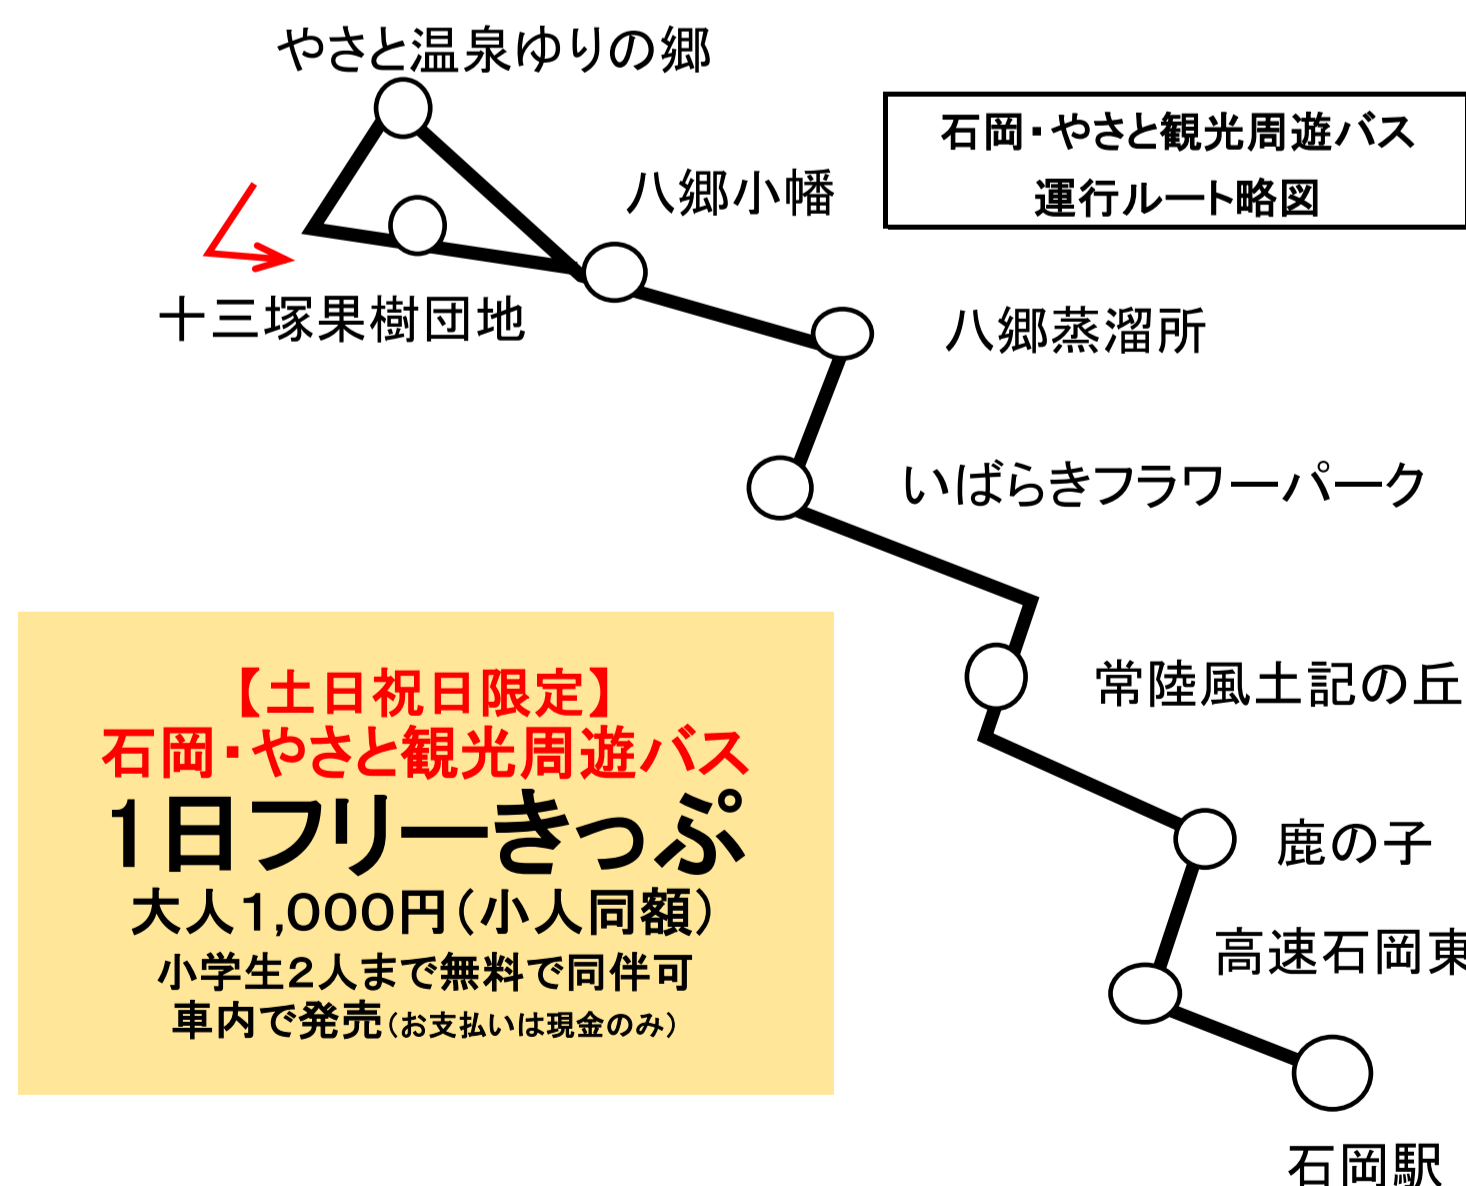 やさと温泉ゆりの郷
石岡・やさと観光周遊バス
運行ルート略図
八郷小幡
十三塚果樹団地
八郷蒸溜所
いばらきフラワーパーク
常陸風土記の丘
【土日祝日限定】
石岡・やさと観光周遊バス
1日フリーきっぷ
大人1,000円(小人同額)
小学生2人まで無料で同伴可
車内で発売(お支払いは現金のみ)
鹿の子
高速石岡東
石岡駅